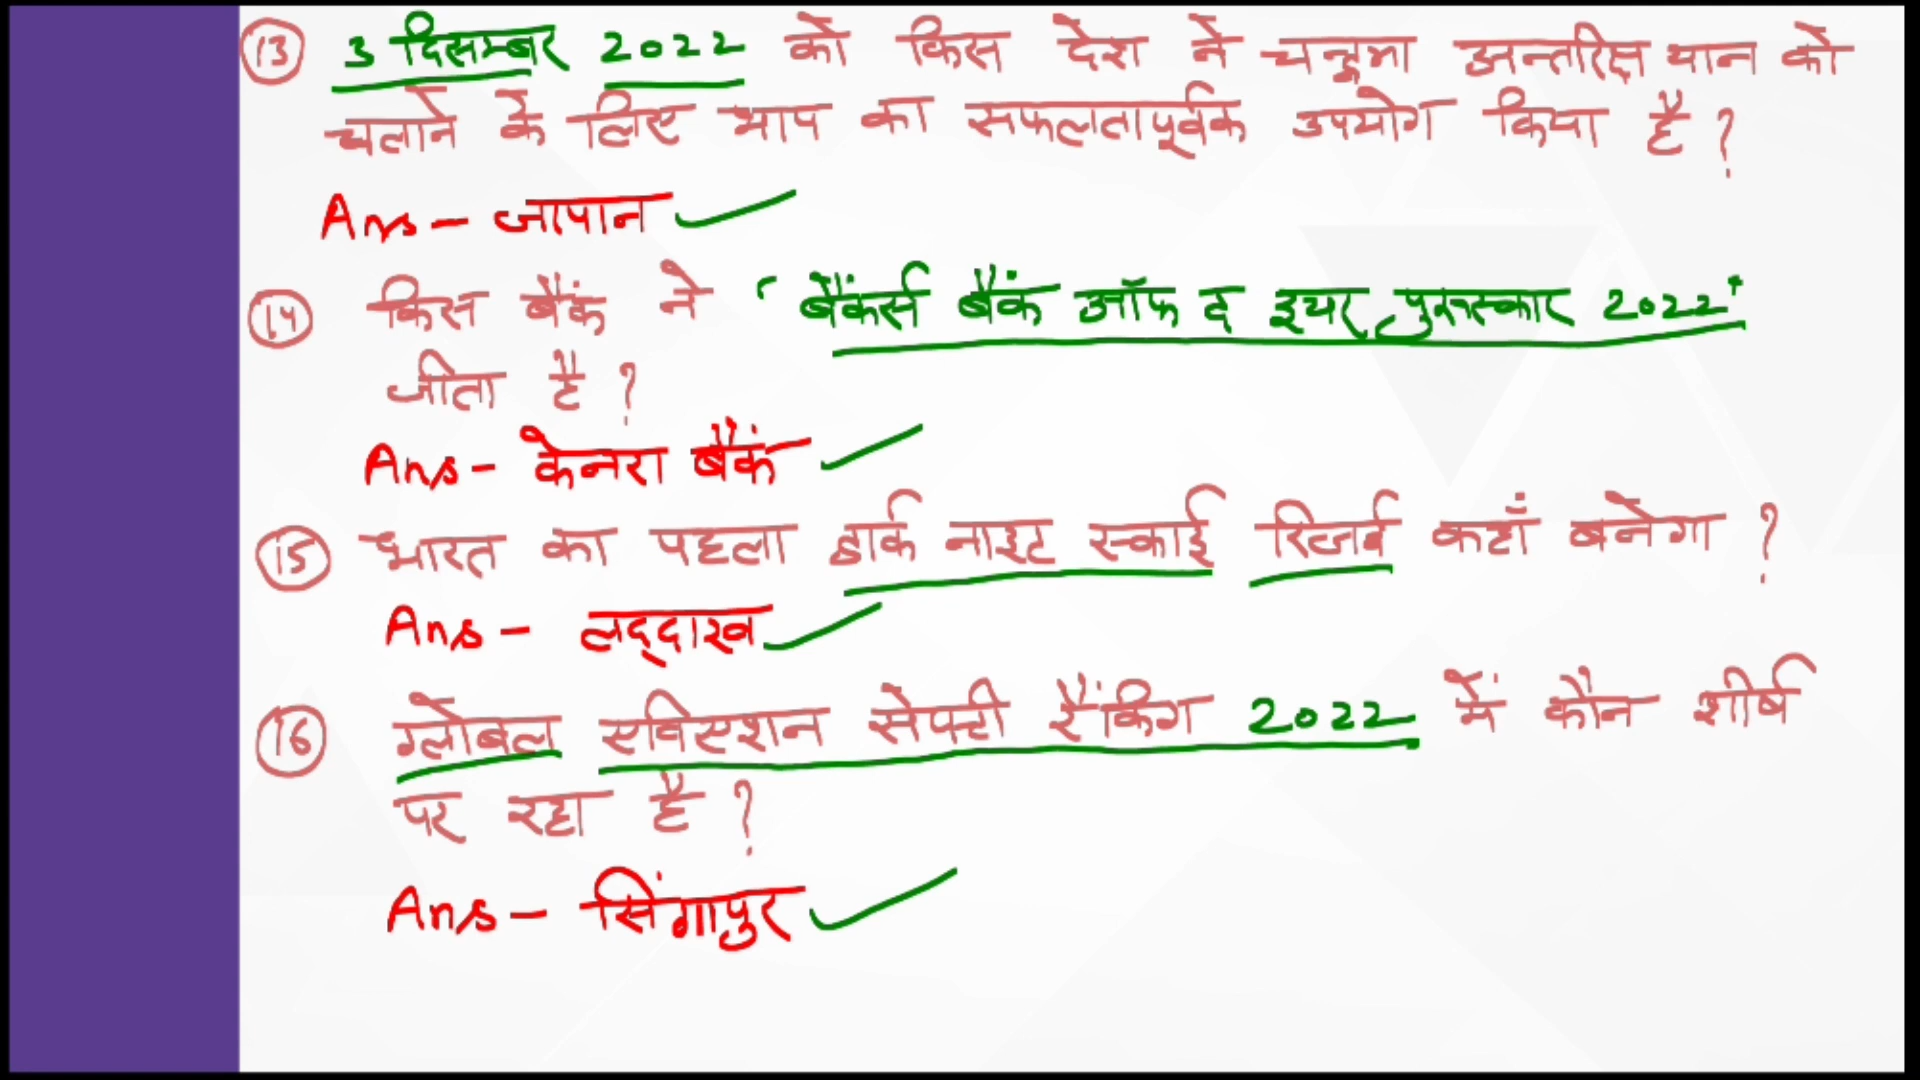 13 3 दिसम्बर 2022 को किस देश ने चन्द्रमा अन्तरिक्ष यान को
चलाने के लिए भाप का सफलतापूर्वक उपयोग किया है ?
Ans - जापान
14 किस बैंक ने ' बैंकर्स बैंक ऑफ द इयर पुरुस्कार 2022'
जीता है ?
Ans - केनरा बैंक
15 भारत का पहला डार्क नाइट स्काई रिजर्व कहाँ बनेगा ?
Ans - लद्दाख
16 ग्लोबल एविएशन सेफ्टी रैंकिंग 2022 में कौन शीर्ष
पर रहा है ?
Ans - सिंगापुर